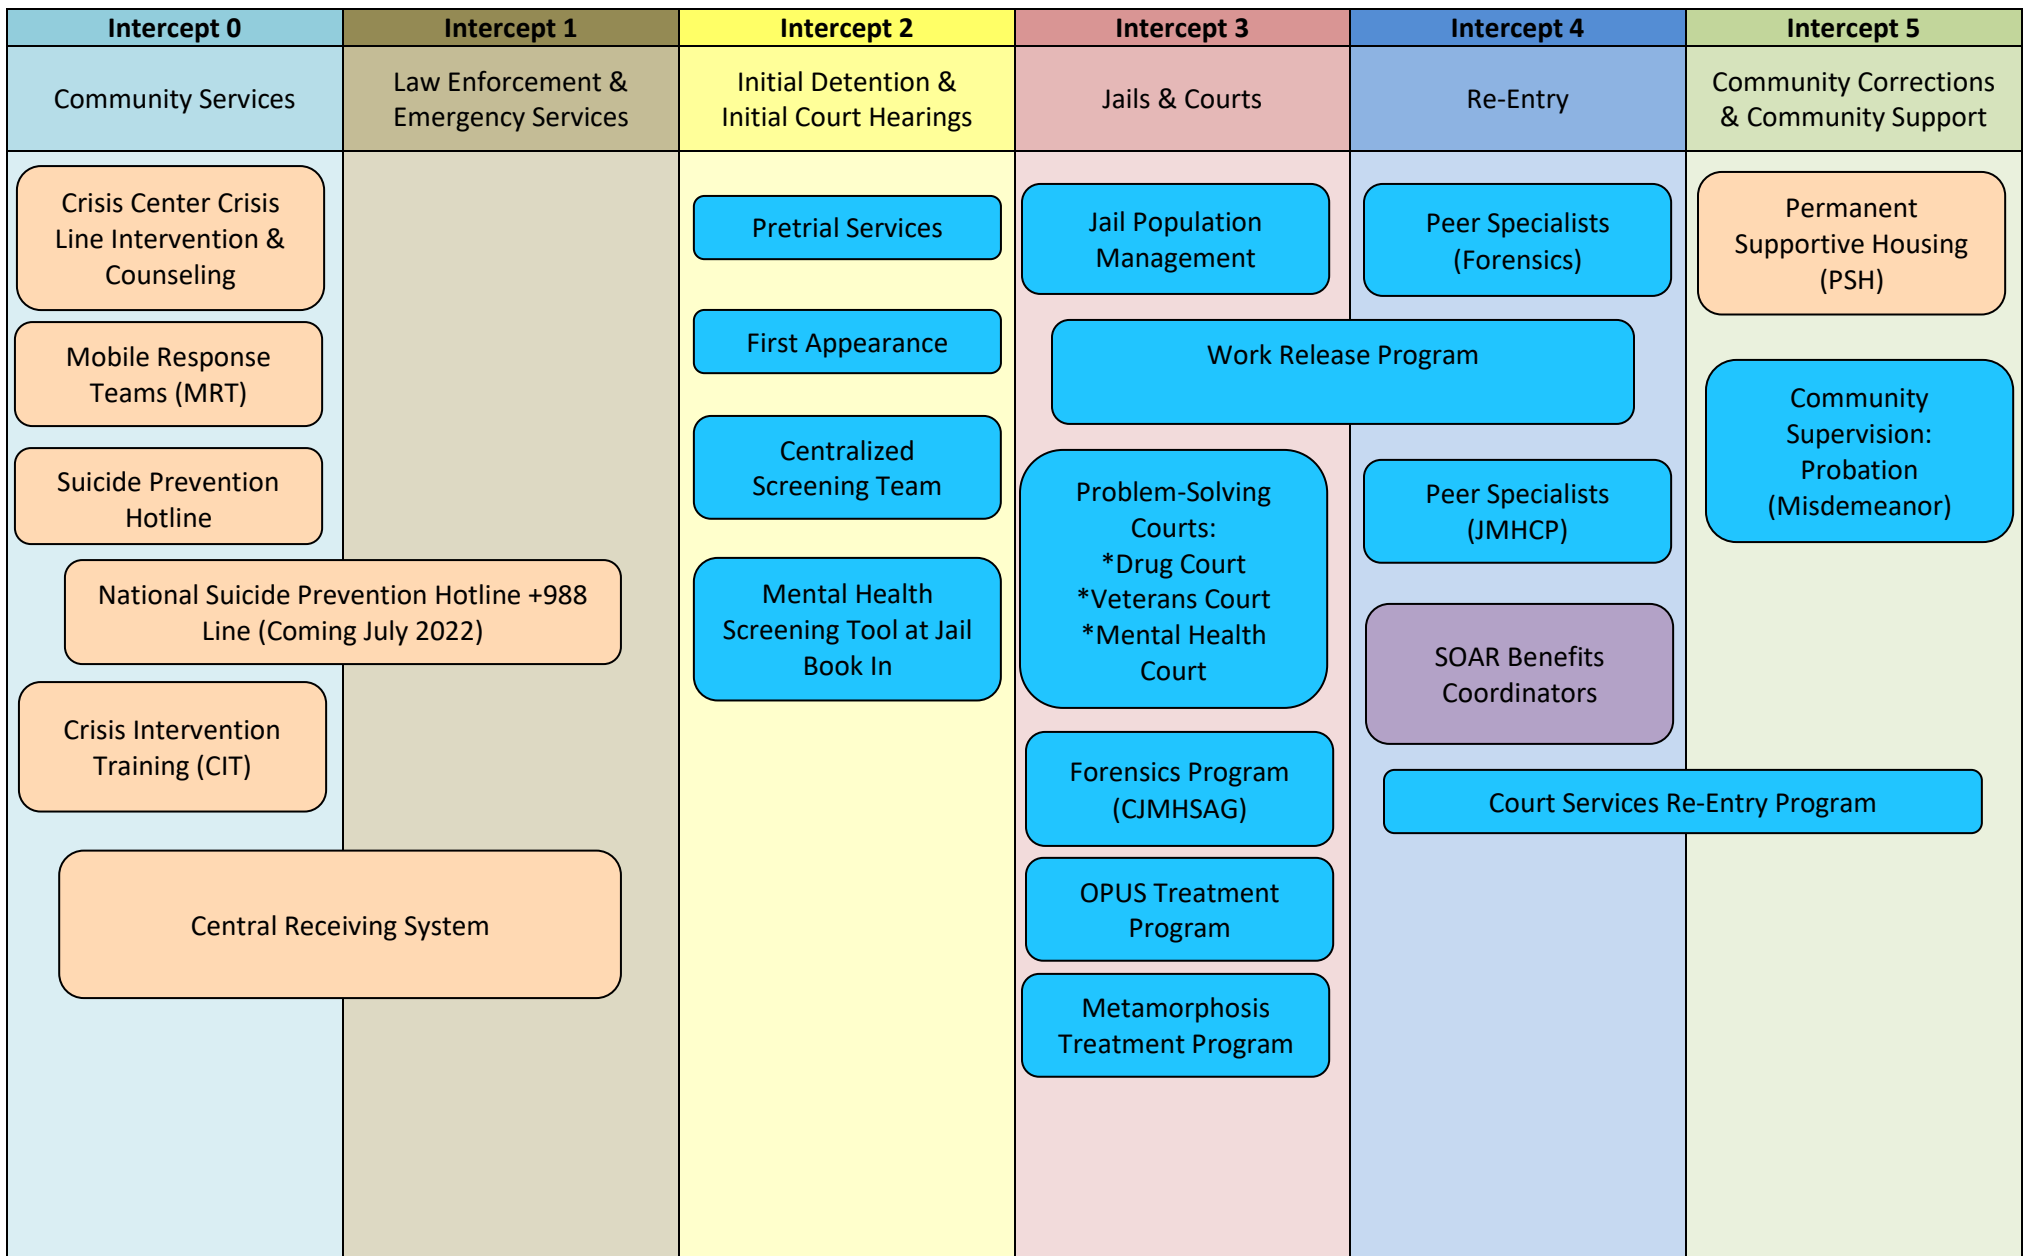 Intercept 0
Intercept 1
Intercept 2
Intercept 3
Intercept 4
Intercept 5
Community Services
Law Enforcement &
Emergency Services
Initial Detention &
Initial Court Hearings
Jails & Courts
Re-Entry
Community Corrections
& Community Support
Crisis Center Crisis
Line Intervention &
Counseling
Mobile Response
Teams (MRT)
Suicide Prevention
Hotline
National Suicide Prevention Hotline +988
Line (Coming July 2022)
Crisis Intervention
Training (CIT)
Central Receiving System
Pretrial Services
First Appearance
Centralized
Screening Team
Mental Health
Screening Tool at Jail
Book In
Jail Population
Management
Work Release Program
Problem-Solving
Courts:
*Drug Court
*Veterans Court
*Mental Health
Court
Forensics Program
(CJMHSAG)
OPUS Treatment
Program
Metamorphosis
Treatment Program
Peer Specialists
(Forensics)
Peer Specialists
(JMHCP)
SOAR Benefits
Coordinators
Court Services Re-Entry Program
Permanent
Supportive Housing
(PSH)
Community
Supervision:
Probation
(Misdemeanor)